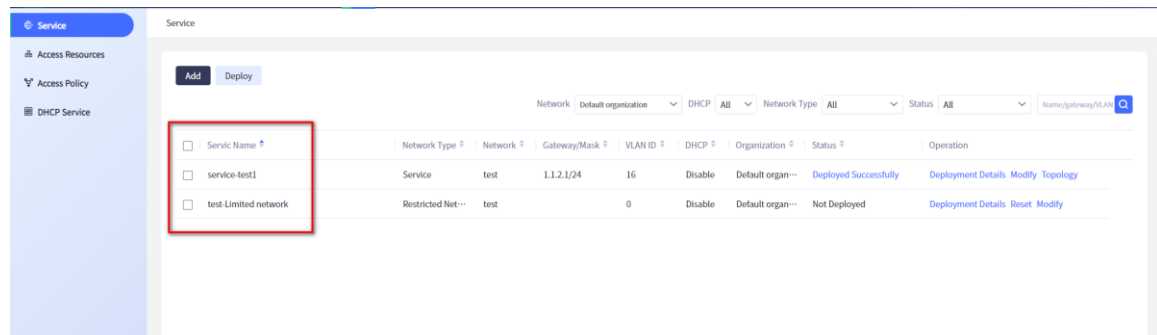 Service
Access Resources
Access Policy
DHCP Service
Service
Add Deploy
Network Default organization DHCP All Network Type All Status All Name/gateway/VLAN
Servic Name Network Type Network Gateway/Mask VLAN ID DHCP Organization Status Operation
service-test1 Service test 1.1.2.1/24 16 Disable Default organ··· Deployed Successfully Deployment Details Modify Topology
test-Limited network Restricted Net··· test 0 Disable Default organ··· Not Deployed Deployment Details Reset Modify